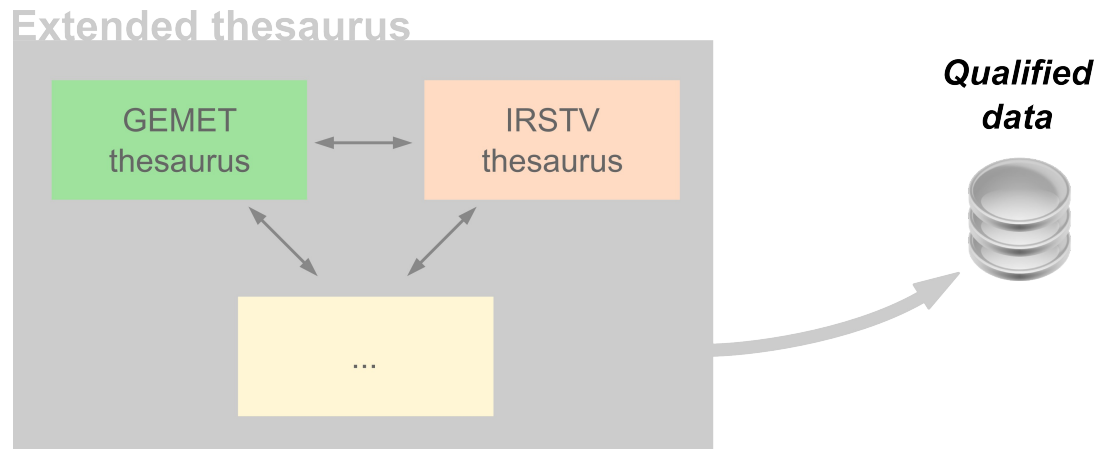 Extended thesaurus
GEMET
thesaurus
IRSTV
thesaurus
...
Qualified
data